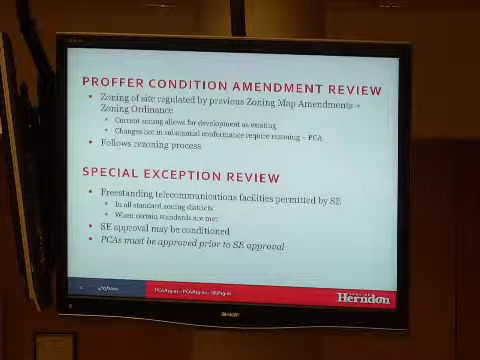 PROFFER CONDITION AMENDMENT REVIEW
Zoning of site regulated by previous Zoning Map Amendments +
Zoning Ordinance
Current zoning allows for development as existing
Changes not in substantial conformance require rezoning – PCA
Follows rezoning process
SPECIAL EXCEPTION REVIEW
Freestanding telecommunications facilities permitted by SE
In all standard zoning districts
When certain standards are met
SE approval may be conditioned
PCAs must be approved prior to SE approval
Herndon
SHARP